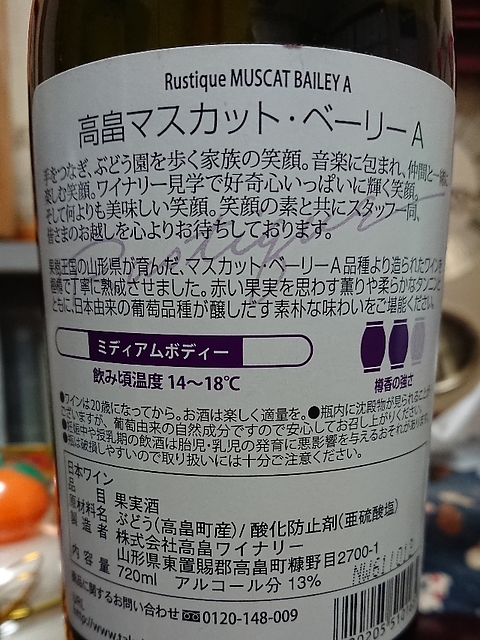 Rustique MUSCAT BAILEY A
高畠マスカット・ベーリーA
手をつなぎ、ぶどう園を歩く家族の笑顔。音楽に包まれ、仲間と一緒に
楽しむ笑顔。ワイナリー見学で好奇心いっぱいに輝く笑顔。
そして何よりも美味しい笑顔。笑顔の素と共にスタッフ一同、
皆さまのお越しを心よりお待ちしております。
果樹王国の山形県が育んだ、マスカット・ベーリーA品種より造られたワインを
樽で丁寧に熟成させました。赤い果実を思わす薫りや柔らかなタンニンと
ともに、日本由来の葡萄品種が醸しだす素朴な味わいをご堪能ください。
ミディアムボディー
飲み頃温度 14〜18℃
樽香の強さ
●ワインは20歳になってから。お酒は楽しく適量を。●瓶内に沈殿物が見られることが
ございますが、葡萄由来の自然成分ですので安心してお召し上がりください。
●妊娠中や授乳期の飲酒は胎児・乳児の発育に悪影響を与えるおそれがあります。
●瓶は破損しやすいので取り扱いには十分ご注意ください。
日本ワイン
品目 果実酒
原材料名 ぶどう(高畠町産)/酸化防止剤(亜硫酸塩)
製造者 株式会社高畠ワイナリー
山形県東置賜郡高畠町糠野目2700-1
内容量 720ml アルコール分 13%
商品に関するお問い合わせ 0120-148-009
URL